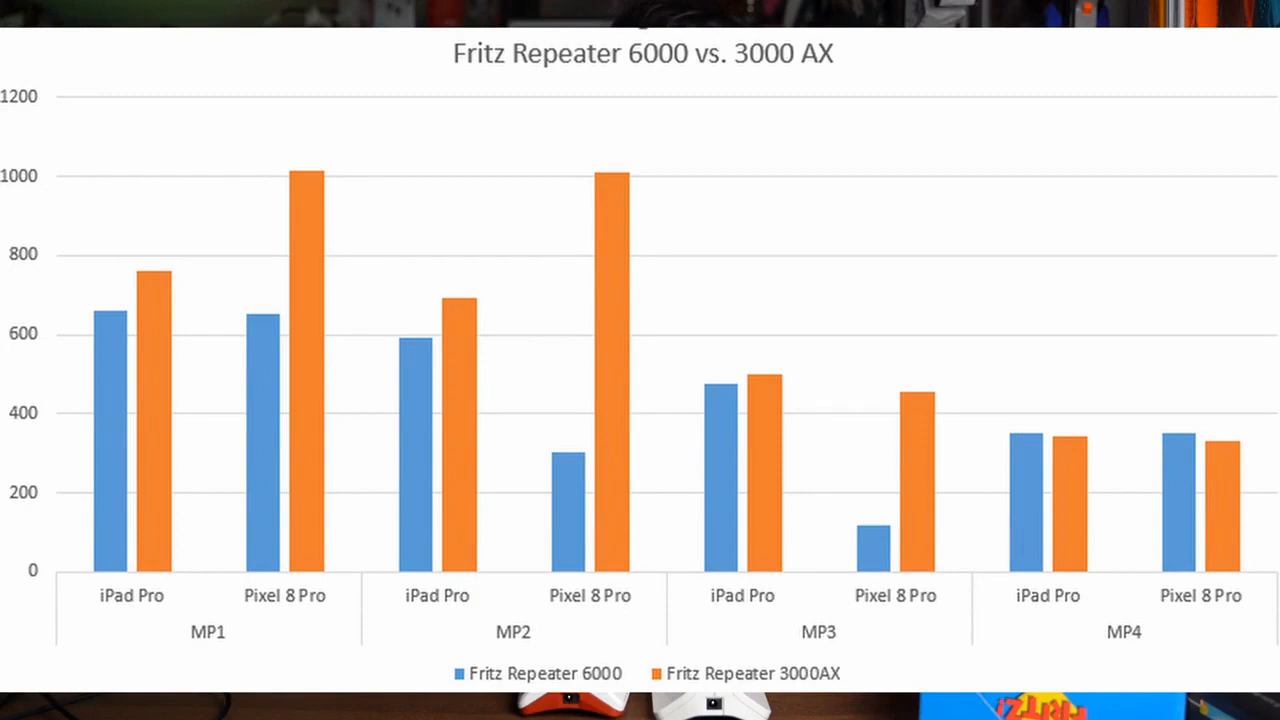 Fritz Repeater 6000 vs. 3000 AX
1200
1000
800
600
400
200
0
iPad Pro Pixel 8 Pro iPad Pro Pixel 8 Pro iPad Pro Pixel 8 Pro iPad Pro Pixel 8 Pro
MP1 MP2 MP3 MP4
Fritz Repeater 6000 Fritz Repeater 3000AX
FRITZ!